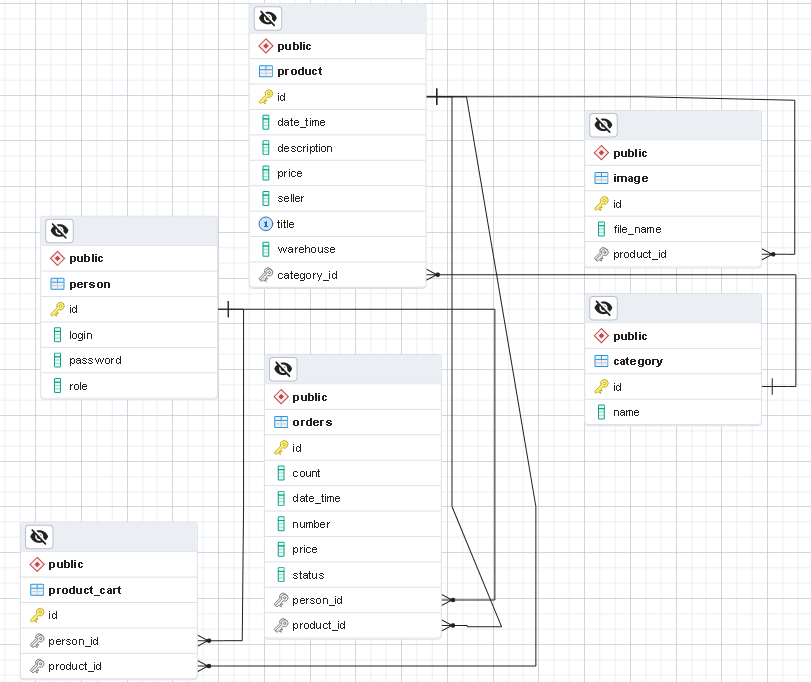 public
product
id
date_time
description
price
seller
1 title
warehouse
category_id
public
image
id
file_name
product_id
public
person
id
login
password
role
public
category
id
name
public
orders
id
count
date_time
number
price
status
person_id
product_id
public
product_cart
id
person_id
product_id